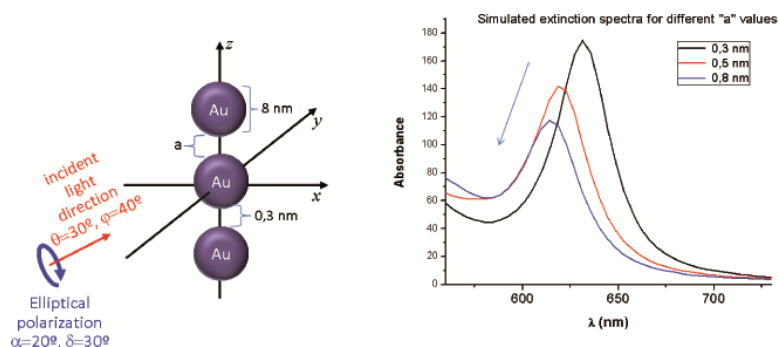 z
Au
8 nm
y
a
Au
x
0,3 nm
Au
incident
light
direction
θ=30º, φ=40º
Elliptical
polarization
α=20º, δ=30º
Simulated extinction spectra for different "a" values
0,3 nm
0,5 nm
0,8 nm
Absorbance
180
160
140
120
100
80
60
40
20
0
600
650
700
λ (nm)